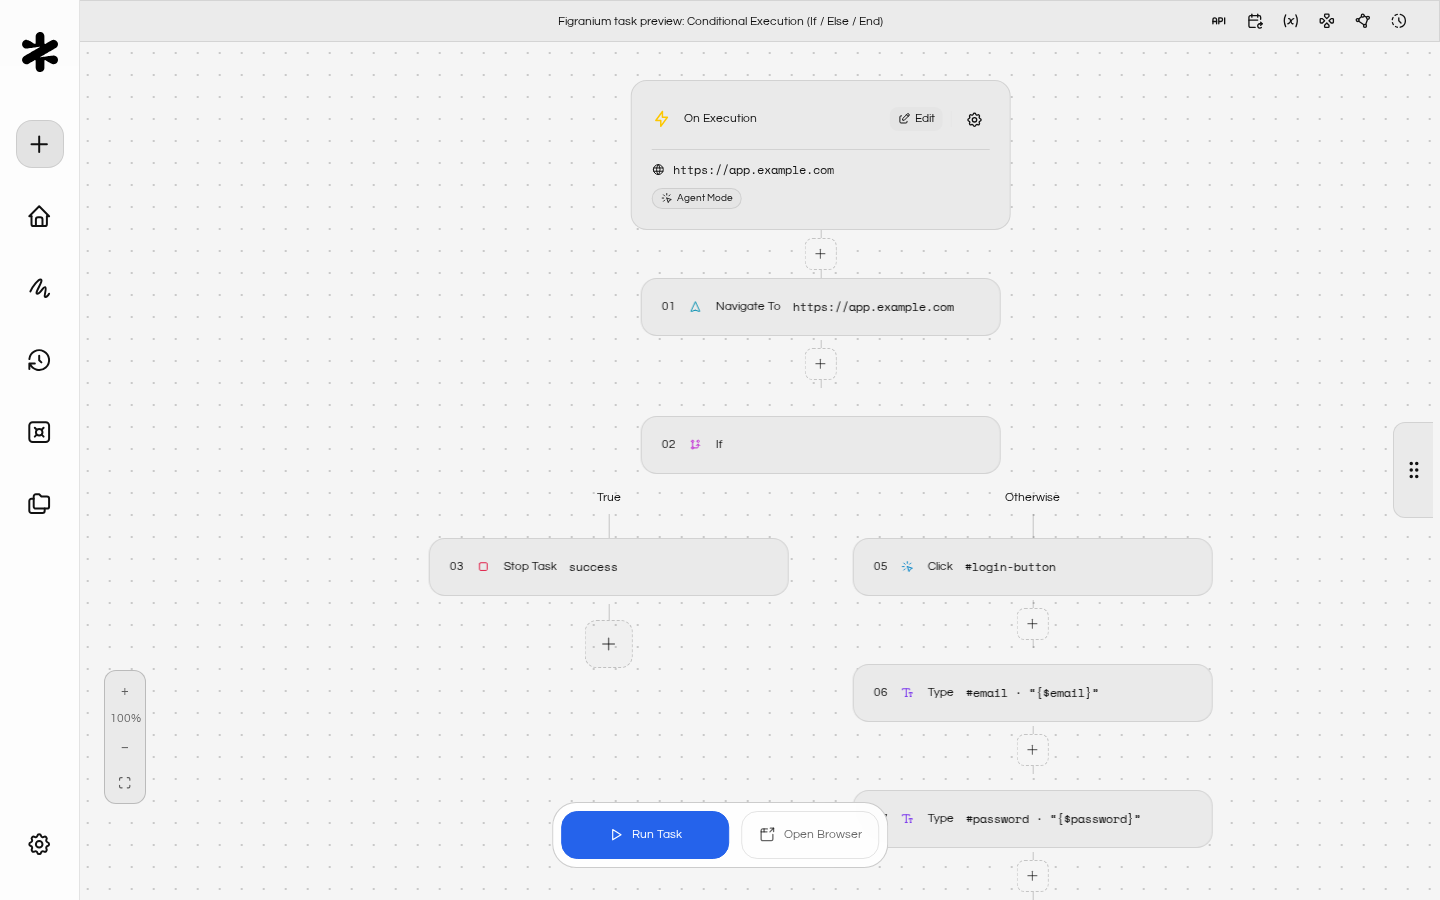 Figranium task preview: Conditional Execution (If / Else / End)
API
(x)
On Execution
Edit
https://app.example.com
Agent Mode
01 Navigate To https://app.example.com
02 If
True
Otherwise
03 Stop Task success
05 Click #login-button
06 Type #email · "{$email}"
+
100%
−
Type #password · "{$password}"
Run Task
Open Browser